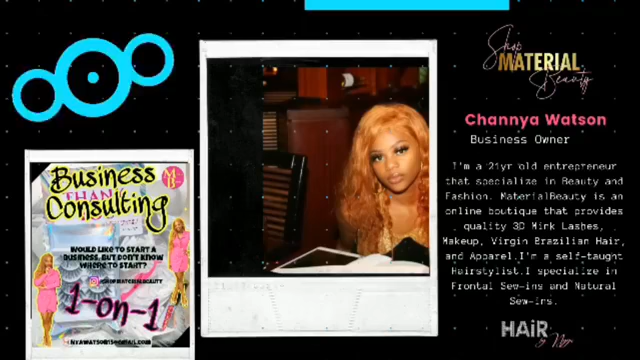 Shop
MATERIAL
Beauty
Channya Watson
Business Owner
I'm a 21yr old entrepreneur
that specialize in Beauty and
Fashion. MaterialBeauty is an
online boutique that provides
quality 3D Mink Lashes,
Makeup, Virgin Brazilian Hair,
and Apparel.I'm a self-taught
Hairstylist.I specialize in
Frontal Sew-ins and Natural
Sew-ins.
HAiR
Business
Consulting
WOULD LIKE TO START A
BUSINESS, BUT DON'T KNOW
WHERE TO START?
@SHOPMATERIALBEAUTY
1-on-1